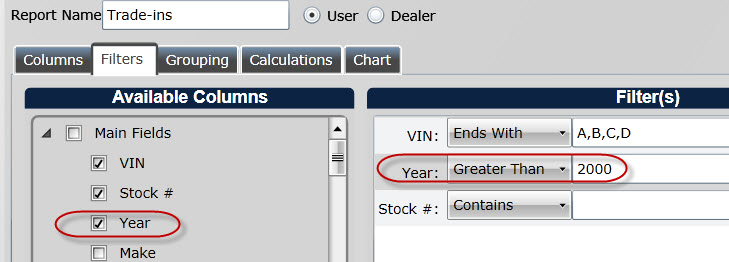 Report Name: Trade-ins User Dealer
Columns Filters Grouping Calculations Chart
Available Columns
Main Fields
VIN
Stock #
Year
Make
Filter(s)
VIN: Ends With A,B,C,D
Year: Greater Than 2000
Stock #: Contains